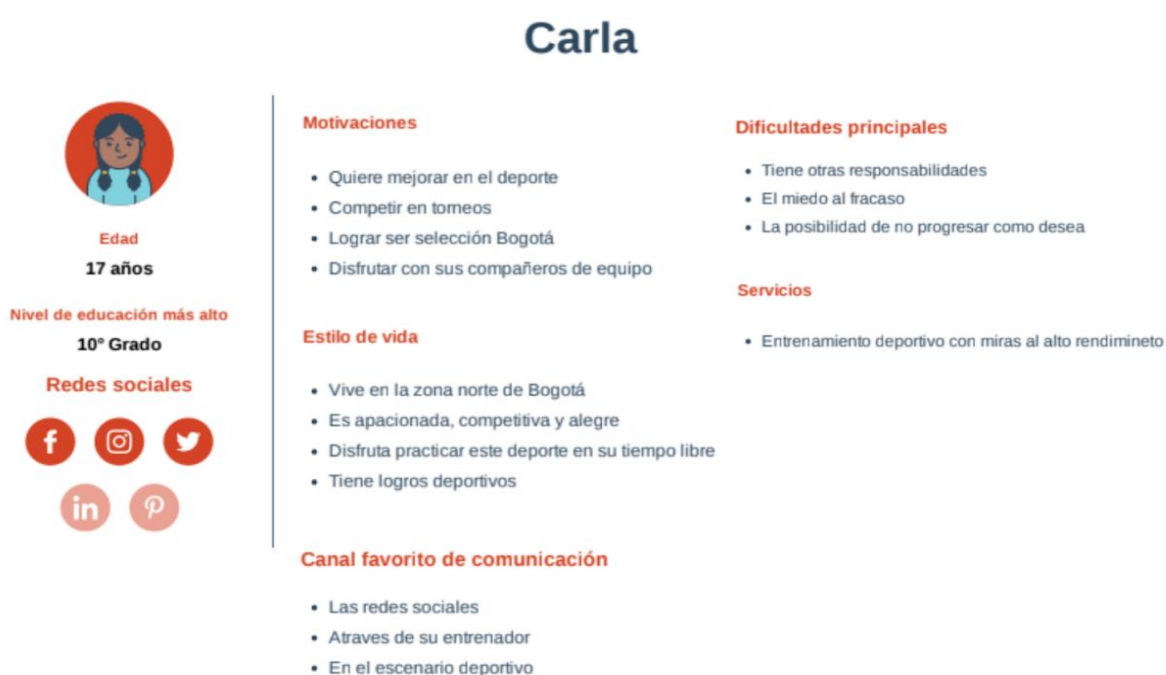 Carla
Edad
17 años
Nivel de educación más alto
10° Grado
Redes sociales
f
in
Motivaciones
• Quiere mejorar en el deporte
• Competir en torneos
• Lograr ser selección Bogotá
• Disfrutar con sus compañeros de equipo
Estilo de vida
• Vive en la zona norte de Bogotá
• Es apacionada, competitiva y alegre
• Disfruta practicar este deporte en su tiempo libre
• Tiene logros deportivos
Canal favorito de comunicación
• Las redes sociales
• Atraves de su entrenador
• En el escenario deportivo
Dificultades principales
• Tiene otras responsabilidades
• El miedo al fracaso
• La posibilidad de no progresar como desea
Servicios
• Entrenamiento deportivo con miras al alto rendimineto